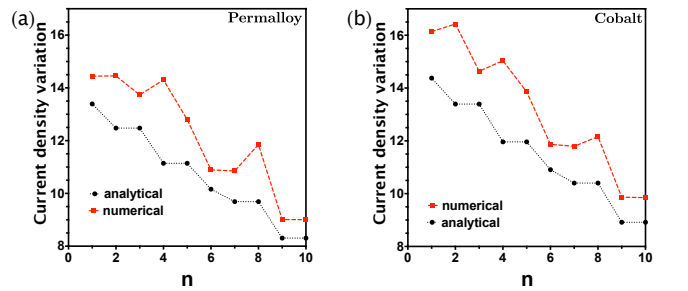 (a)
Permalloy
Current density variation
16
14
12
10
8
analytical
numerical
0 2 4 6 8 10
n
(b)
Cobalt
Current density variation
16
14
12
10
8
numerical
analytical
0 2 4 6 8 10
n